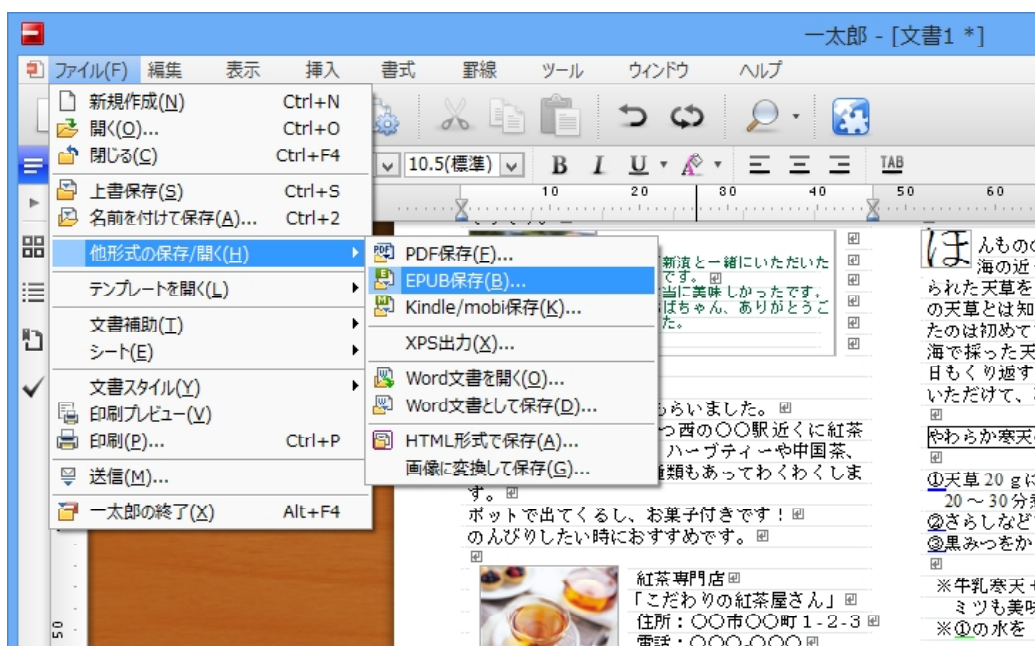 一太郎 - [文書1 *]
ファイル(F) 編集 表示 挿入 書式 罫線 ツール ウィンドウ ヘルプ
新規作成(N) Ctrl+N
開く(O)... Ctrl+O
閉じる(C) Ctrl+F4
上書保存(S) Ctrl+S
名前を付けて保存(A)... Ctrl+2
他形式の保存/開く(H)
テンプレートを開く(L)
文書補助(T)
シート(E)
文書スタイル(Y)
印刷プレビュー(V)
印刷(P)... Ctrl+P
送信(M)...
一太郎の終了(X) Alt+F4
PDF保存(F)...
EPUB保存(B)...
Kindle/mobi保存(K)...
XPS出力(X)...
Word文書を開く(O)...
Word文書として保存(D)...
HTML形式で保存(A)...
画像に変換して保存(G)...
10.5(標準) B I U TAB
10 20 30 40 50 60
新漬と一緒にいただいた
です。
当に美味しかったです。
ばちゃん、ありがとうご
た。
らいました。
つ西の〇〇駅近くに紅茶
ハーブティーや中国茶、
種類もあってわくわくしま
す。
ポットで出てくるし、お菓子付きです!
のんびりしたい時におすすめです。
紅茶専門店
「こだわりの紅茶屋さん」
住所:〇〇市〇〇町1-2-3
電話:〇〇〇-〇〇〇
ほんものの
海の近
られた天草を
の天草とは知
たのは初めて
海で採った天
日もくり返す
いただけて、
やわらか寒天
①天草20gに
20~30分
②さらしなど
③黒みつをか
※牛乳寒天+
ミツも美味
※①の水を
50